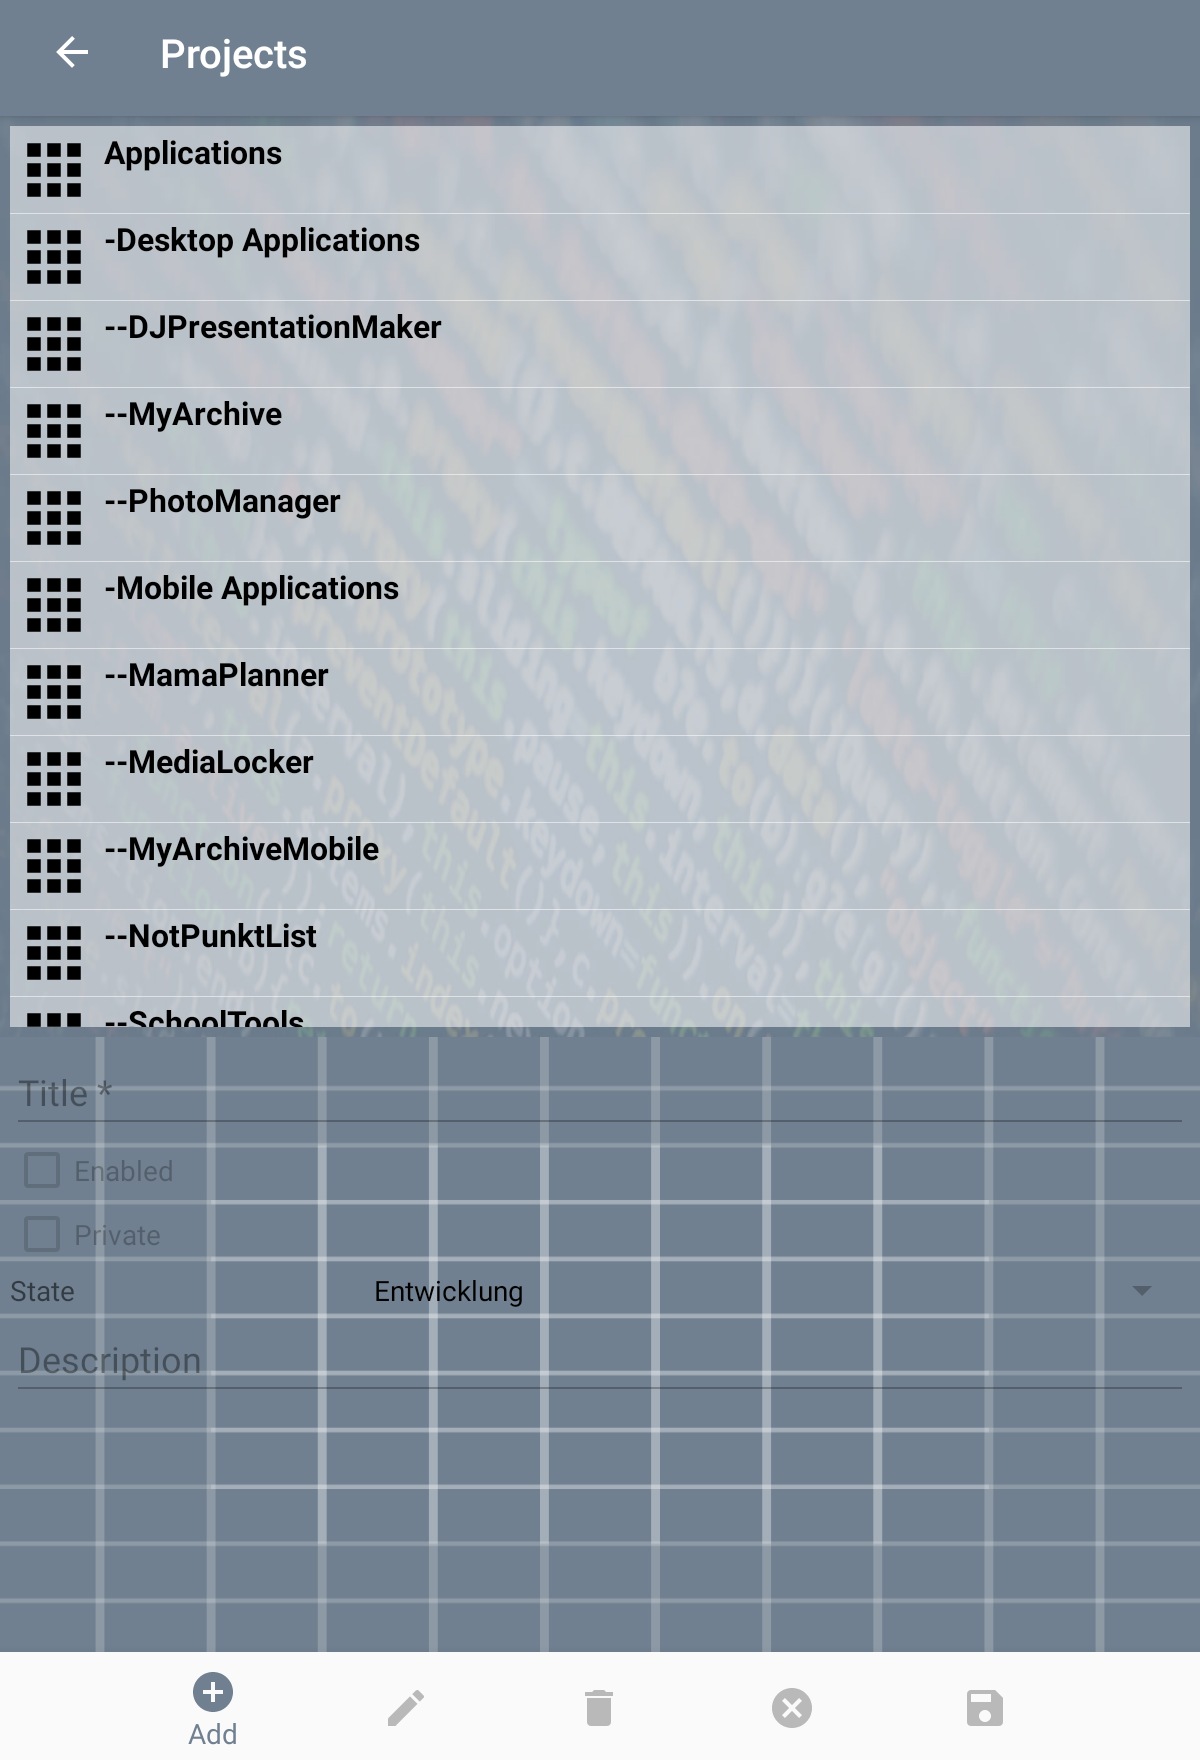 Projects
Applications
-Desktop Applications
--DJPresentationMaker
--MyArchive
--PhotoManager
-Mobile Applications
--MamaPlanner
--MediaLocker
--MyArchiveMobile
--NotPunktList
--SchoolTools
Title *
Enabled
Private
State Entwicklung
Description
Add